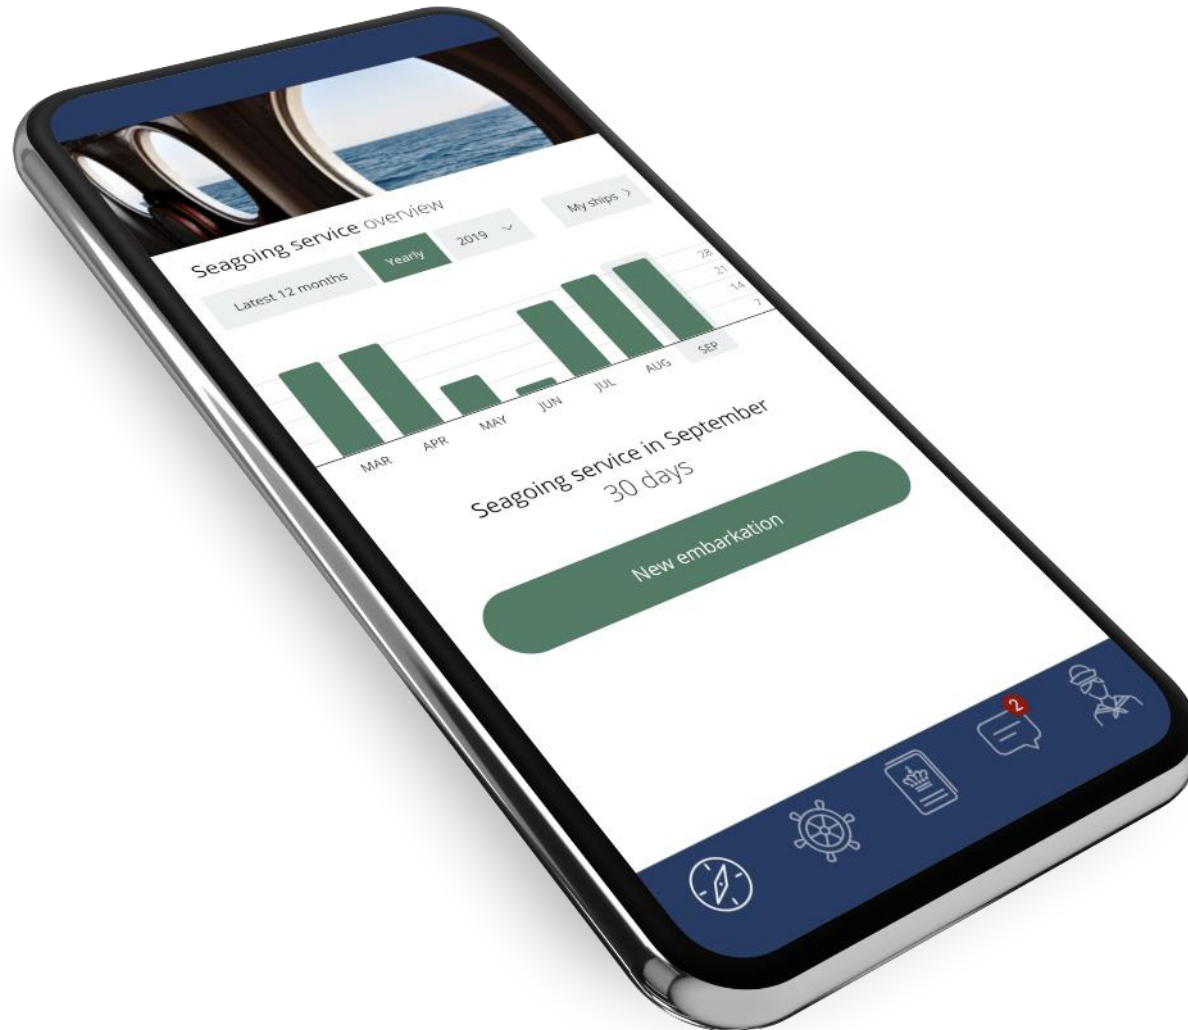 Seagoing service overview
Latest 12 months
Yearly
2019
My ships
28
21
14
7
MAR
APR
MAY
JUN
JUL
AUG
SEP
Seagoing service in September
30 days
New embarkation
2